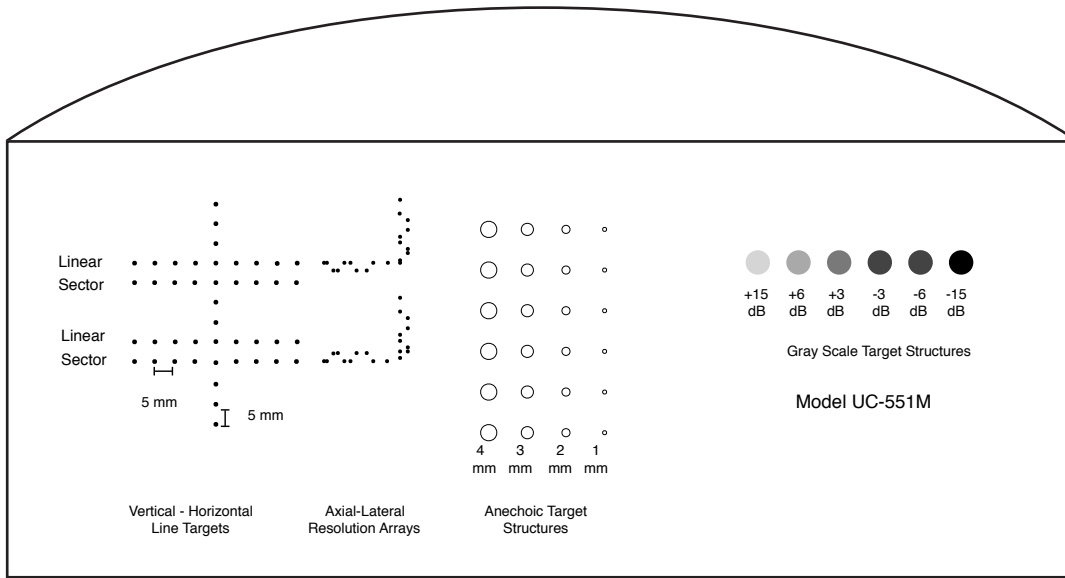 Linear
Sector
Linear
Sector
5 mm
5 mm
4 3 2 1
mm mm mm mm
+15 +6 +3 -3 -6 -15
dB dB dB dB dB dB
Gray Scale Target Structures
Model UC-551M
Vertical - Horizontal
Line Targets
Axial-Lateral
Resolution Arrays
Anechoic Target
Structures